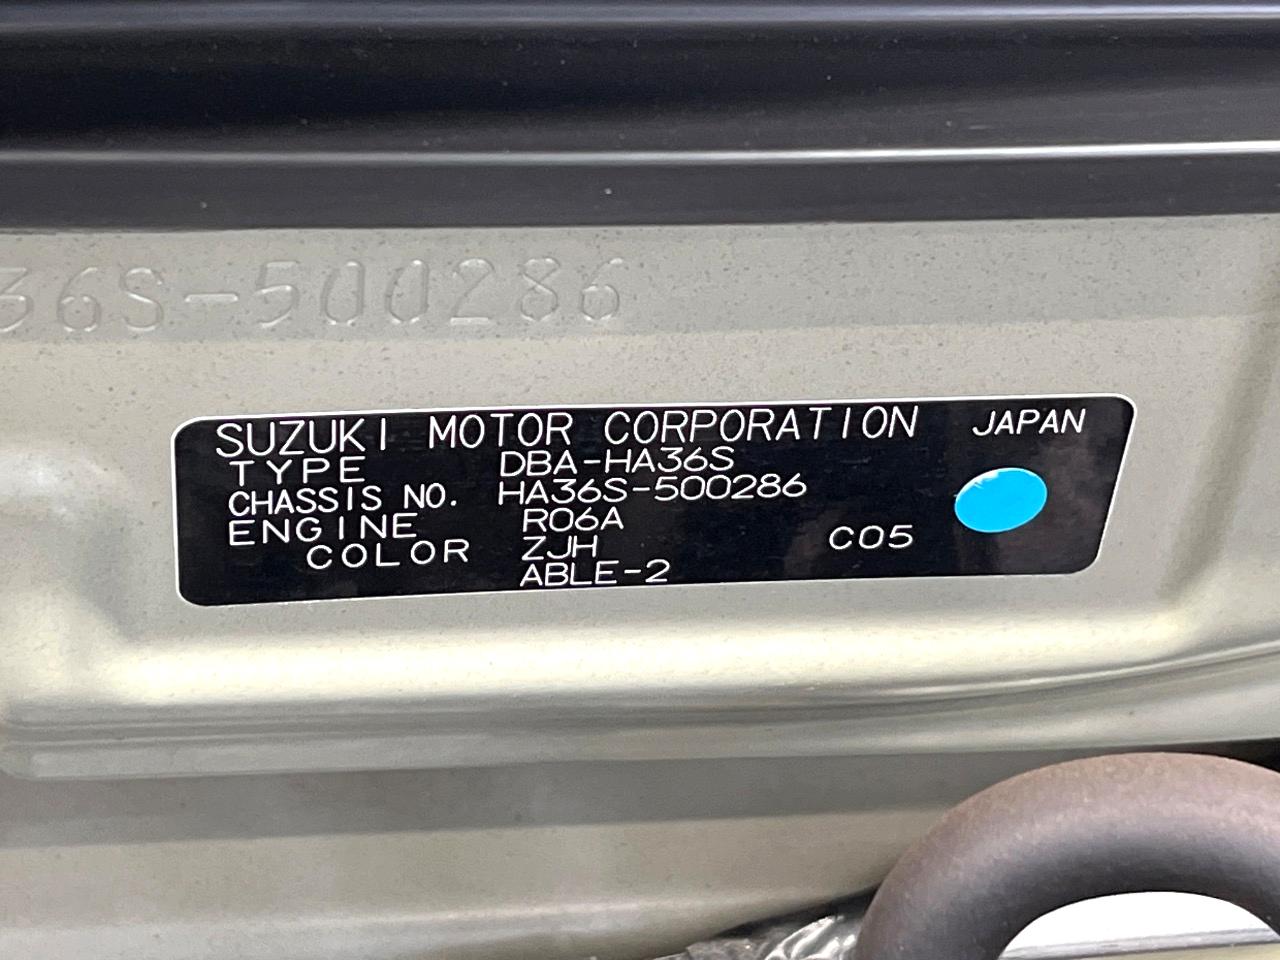 36S-500286
SUZUKI MOTOR CORPORATION JAPAN
TYPE DBA-HA36S
CHASSIS NO. HA36S-500286
ENGINE R06A
COLOR ZJH C05
ABLE-2